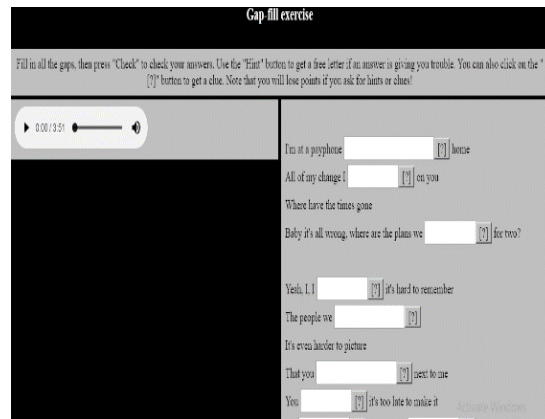 Gap-fill exercise
Fill in all the gaps, then press "Check" to check your answers. Use the "Hint" button to get a free letter if an answer is giving you trouble. You can also click on the "
[?]" button to get a clue. Note that you will lose points if you ask for hints or clues!
0:00 / 3:51
I'm at a payphone [?] home
All of my change I [?] on you
Where have the times gone
Baby it's all wrong, where are the plans we [?] for two?
Yeah, I, I [?] it's hard to remember
The people we [?]
It's even harder to picture
That you [?] next to me
You [?] it's too late to make it
Activate Windows